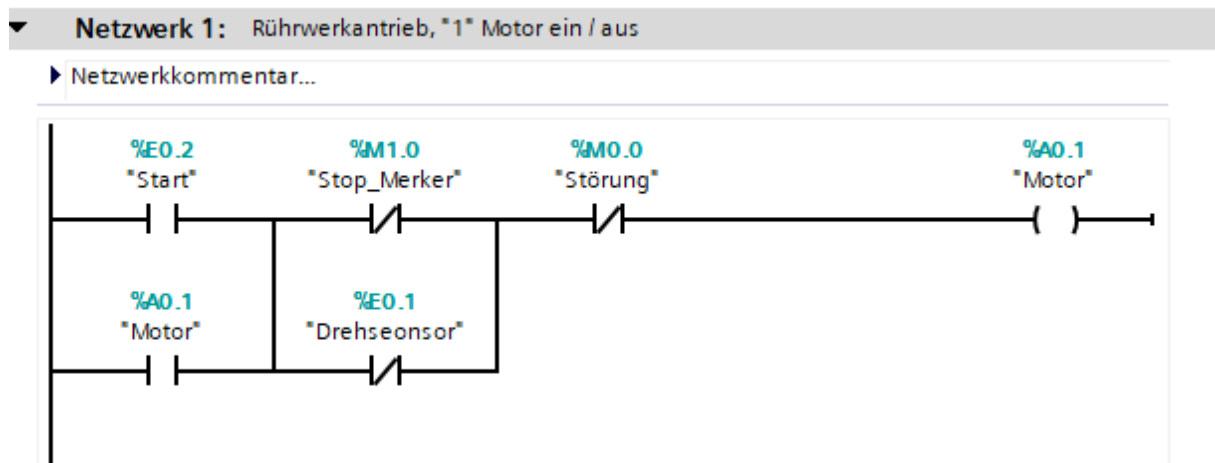 Netzwerk 1: Rührwerkantrieb, "1" Motor ein / aus
Netzwerkkommentar...
%E0.2 %M1.0 %M0.0 %A0.1
"Start" "Stop_Merker" "Störung" "Motor"
%A0.1 %E0.1
"Motor" "Drehseonsor"